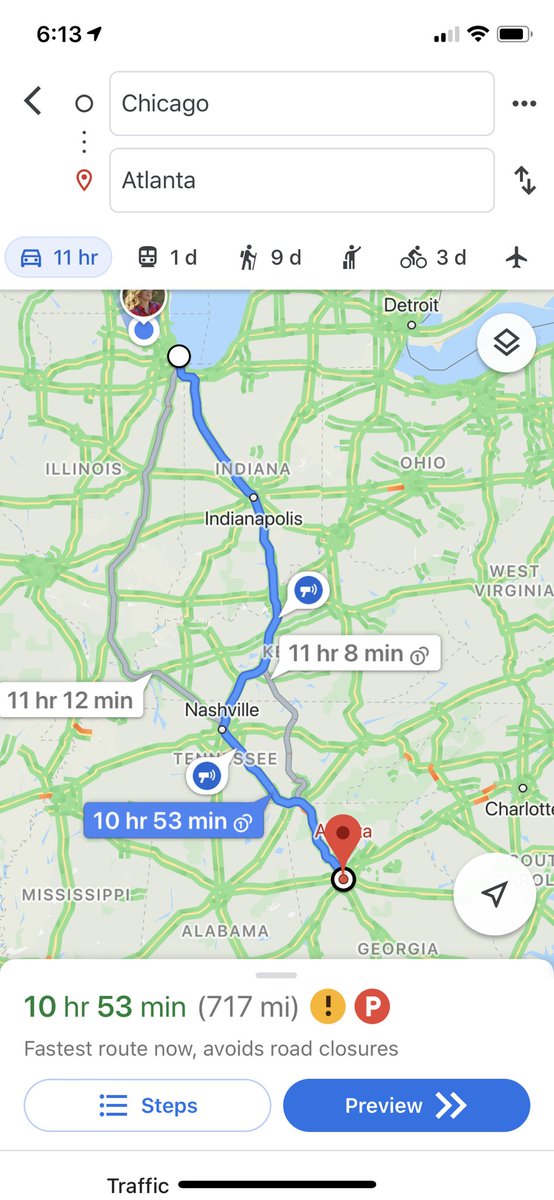 6:13
Chicago
Atlanta
11 hr
1 d
9 d
3 d
Detroit
ILLINOIS
INDIANA
OHIO
Indianapolis
WEST
VIRGINIA
KE
11 hr 8 min
11 hr 12 min
Nashville
TENNESSEE
10 hr 53 min
Charlotte
MISSISSIPPI
ALABAMA
GEORGIA
10 hr 53 min (717 mi)
!
P
Fastest route now, avoids road closures
Steps
Preview
Traffic